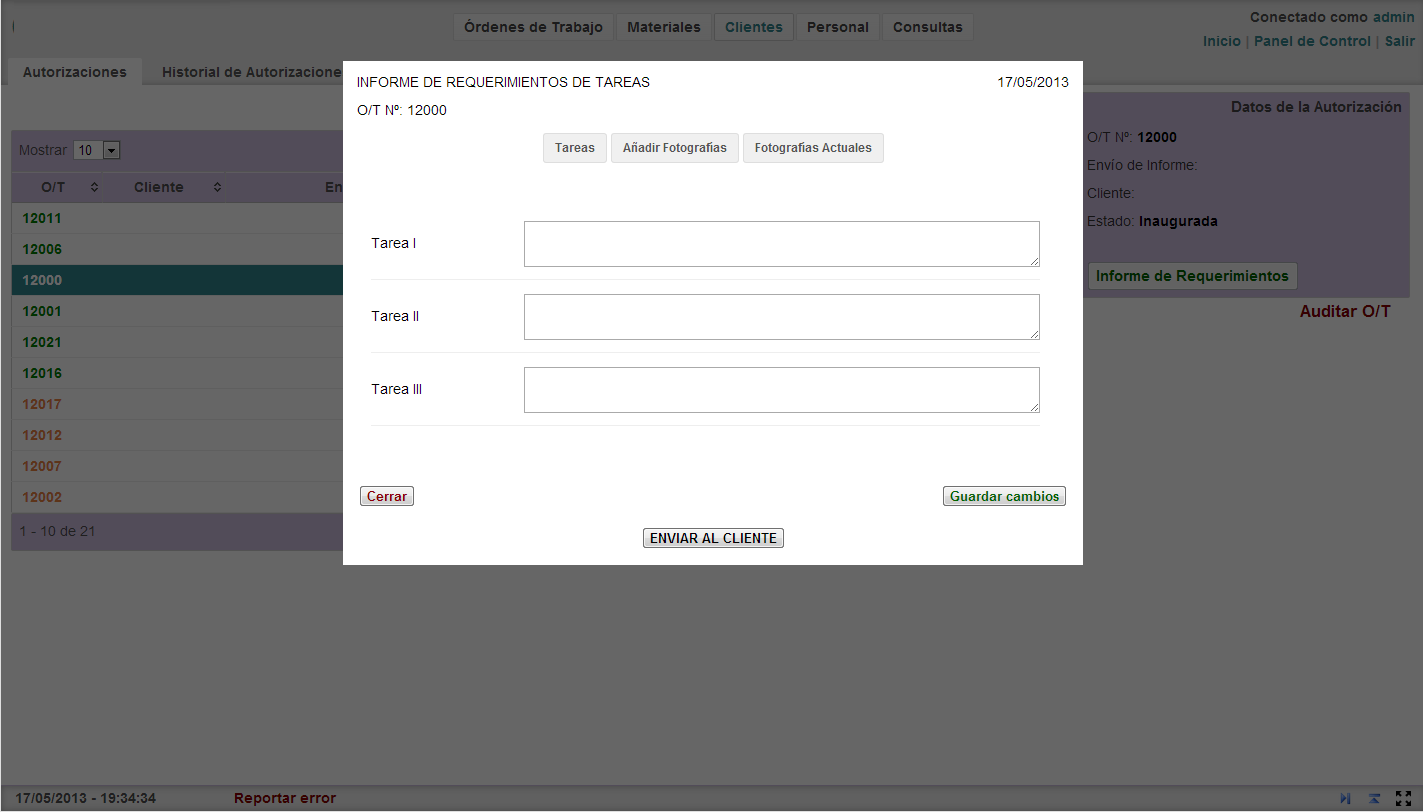 Órdenes de Trabajo Materiales Clientes Personal Consultas
Conectado como admin
Inicio | Panel de Control | Salir
Autorizaciones Historial de Autorizacione
INFORME DE REQUERIMIENTOS DE TAREAS 17/05/2013
O/T Nº: 12000
Tareas Añadir Fotografias Fotografias Actuales
Tarea I
Tarea II
Tarea III
Cerrar Guardar cambios
ENVIAR AL CLIENTE
Mostrar 10
O/T Cliente En
12011
12006
12000
12001
12021
12016
12017
12012
12007
12002
1 - 10 de 21
Datos de la Autorización
O/T Nº: 12000
Envío de Informe:
Cliente:
Estado: Inaugurada
Informe de Requerimientos
Auditar O/T
17/05/2013 - 19:34:34 Reportar error